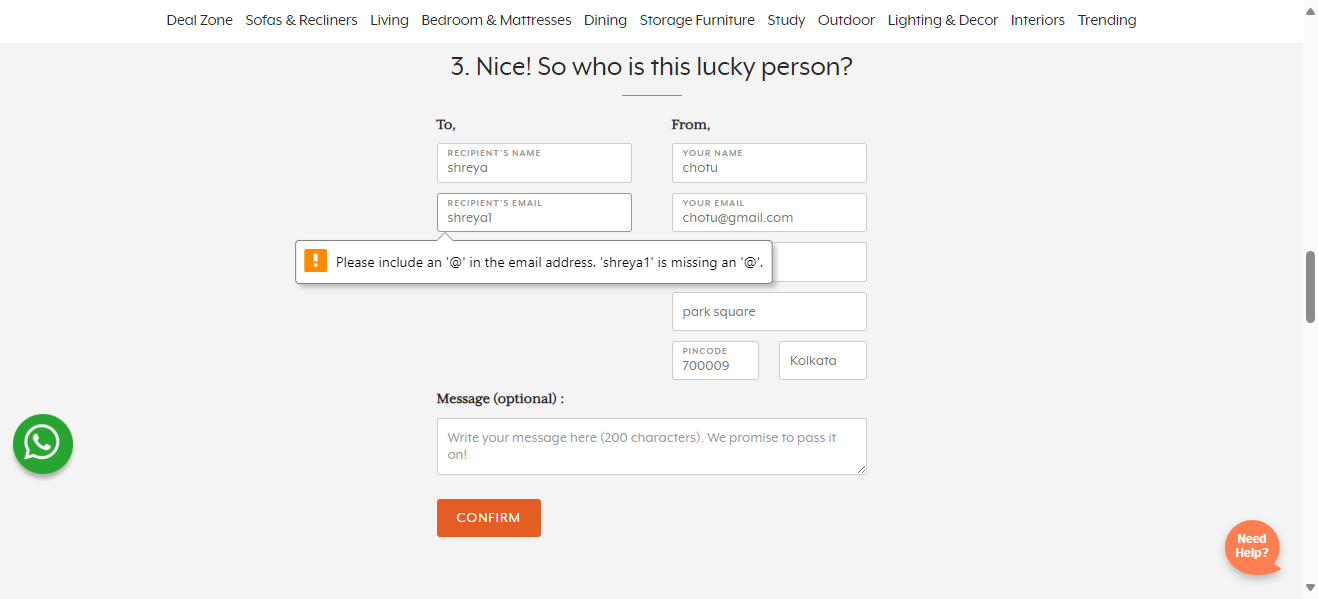 Deal Zone Sofas & Recliners Living Bedroom & Mattresses Dining Storage Furniture Study Outdoor Lighting & Decor Interiors Trending
3. Nice! So who is this lucky person?
To,
RECIPIENT'S NAME
shreya
RECIPIENT'S EMAIL
shreya1
Please include an '@' in the email address. 'shreya1' is missing an '@'.
From,
YOUR NAME
chotu
YOUR EMAIL
chotu@gmail.com
park square
PINCODE
700009
Kolkata
Message (optional) :
Write your message here (200 characters). We promise to pass it
on!
CONFIRM
Need
Help?